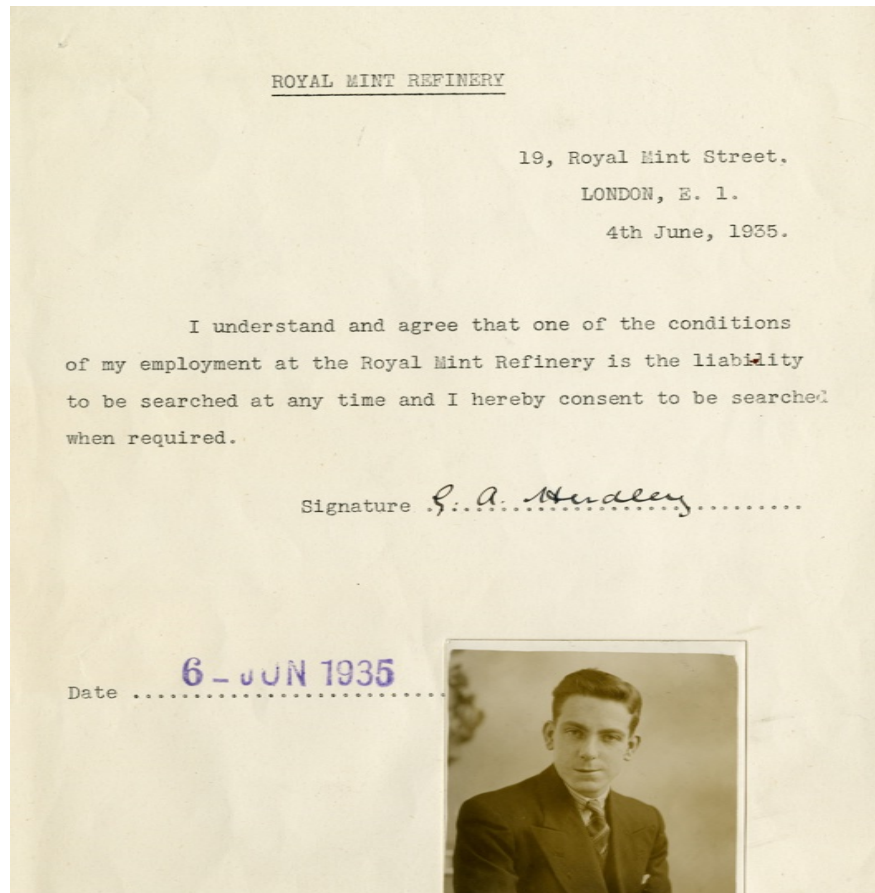 ROYAL MINT REFINERY
19, Royal Mint Street.
LONDON, E. 1.
4th June, 1935.
I understand and agree that one of the conditions
of my employment at the Royal Mint Refinery is the liability
to be searched at any time and I hereby consent to be searched
when required.
Signature G. A. Hendley
Date 6 - JUN 1935